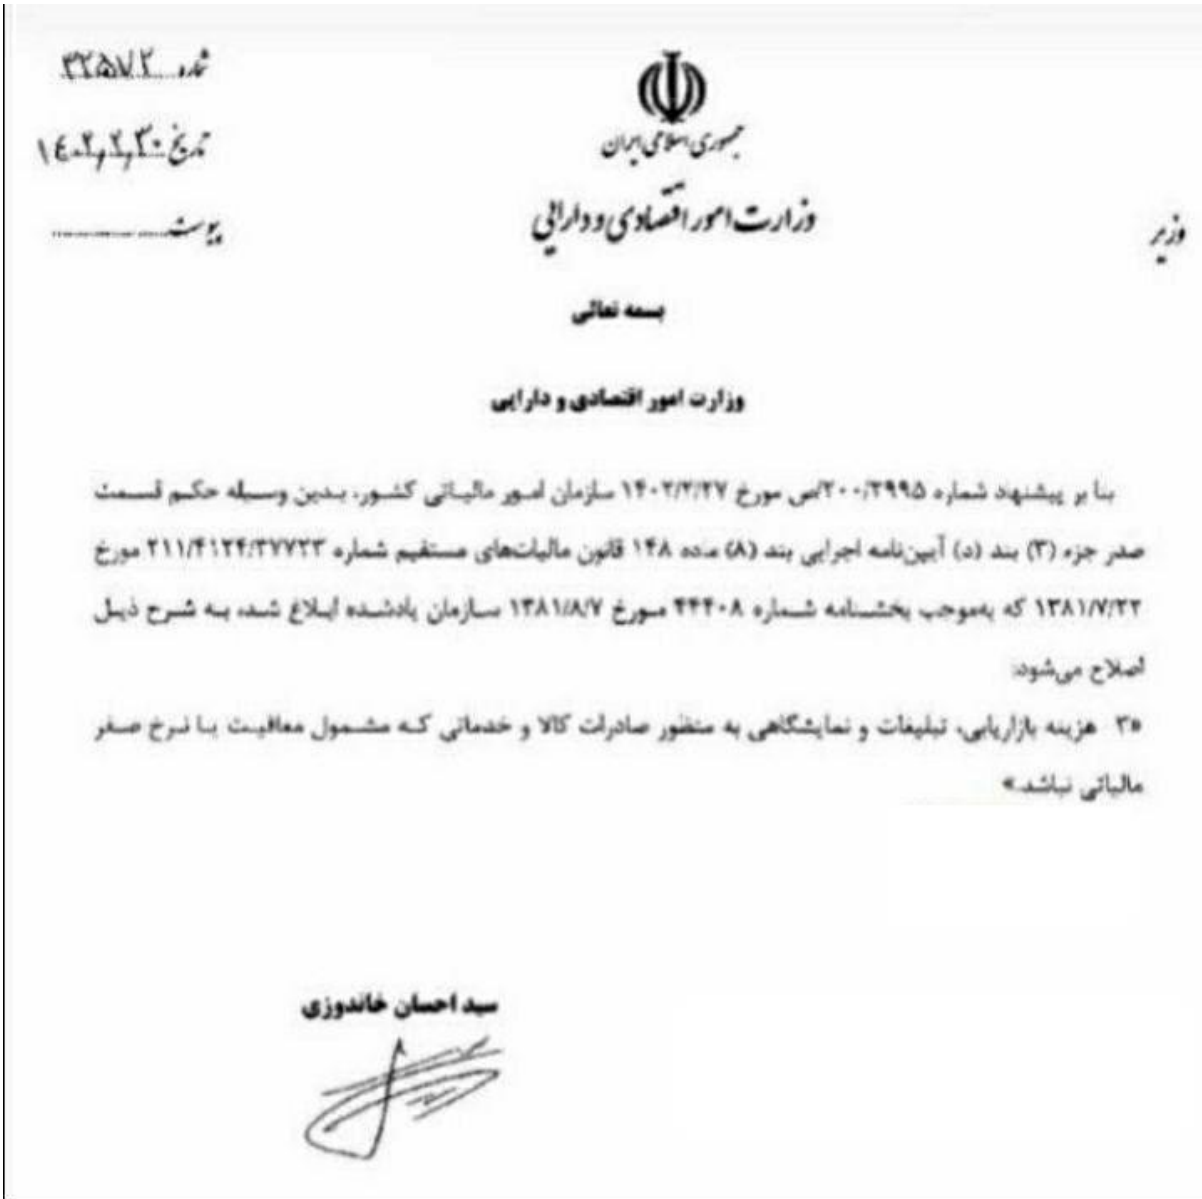 جمهوری اسلامی ایران
وزارت امور اقتصادی و دارایی
وزیر
شماره ۳۲۵۷۲
تاریخ ۱۴۰۲٫۲٫۳۰
پیوست
بسمه تعالی
وزارت امور اقتصادی و دارایی
بنا بر پیشنهاد شماره ۲۰۰/۲۹۹۵/ص مورخ ۱۴۰۲/۲/۲۷ سازمان امور مالیاتی کشور، بدین وسیله حکم قسمت
صدر جزء (۳) بند (د) آیین‌نامه اجرایی بند (۸) ماده ۱۴۸ قانون مالیات‌های مستقیم شماره ۲۱۱/۴۱۲۴/۳۷۷۳۳ مورخ
۱۳۸۱/۷/۲۳ که به‌موجب بخشنامه شماره ۴۴۴۰۸ مورخ ۱۳۸۱/۸/۷ سازمان یادشده ابلاغ شده، به شرح ذیل
اصلاح می‌شود:
«۳ هزینه بازاریابی، تبلیغات و نمایشگاهی به منظور صادرات کالا و خدماتی که مشمول معافیت یا نرخ صفر
مالیاتی نباشد.»
سید احسان خاندوزی